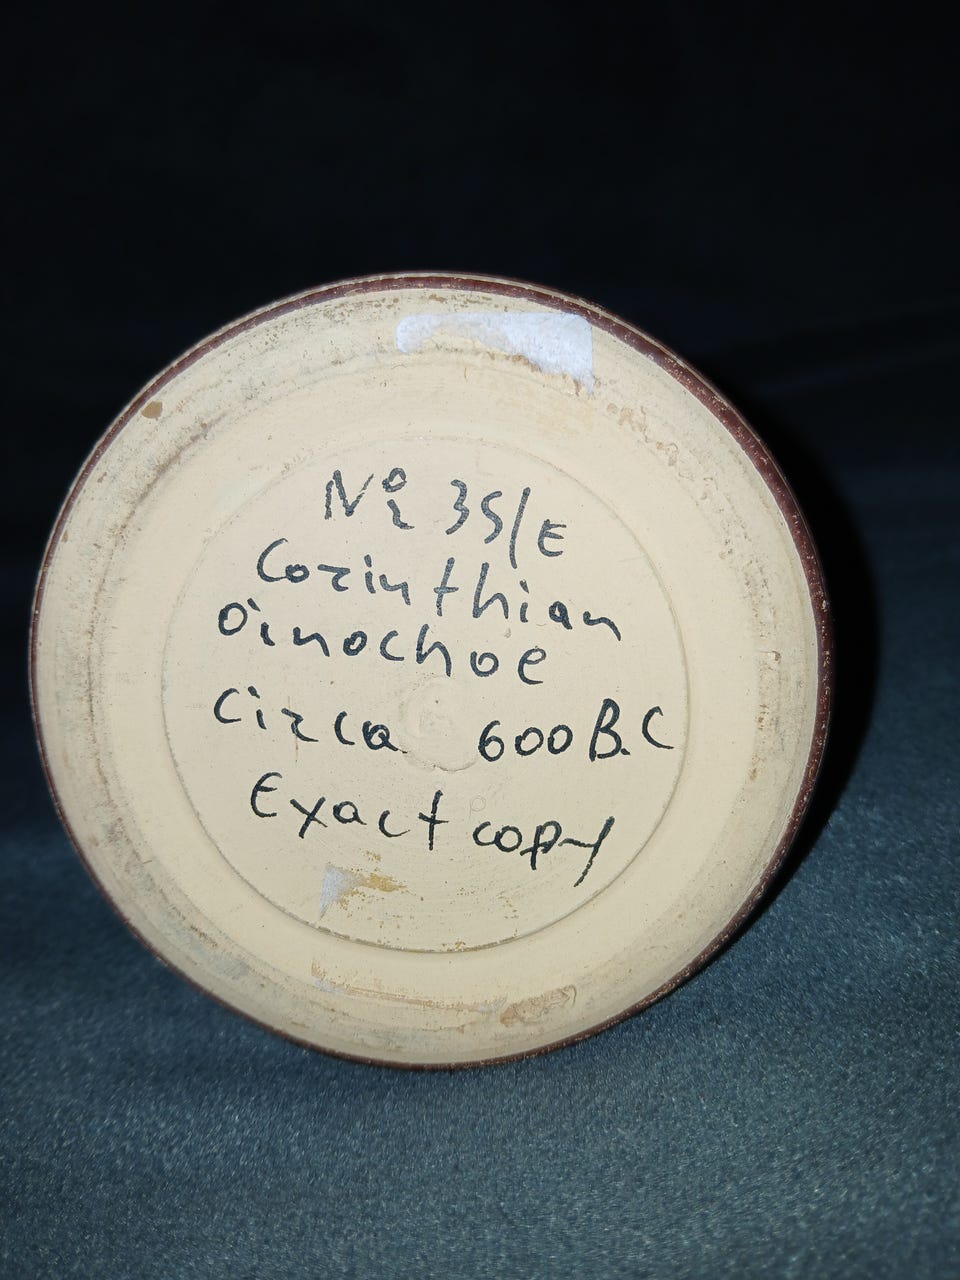 Nº 35/E
Corinthian
Oinochoe
Circa 600 B.C
Exact copy